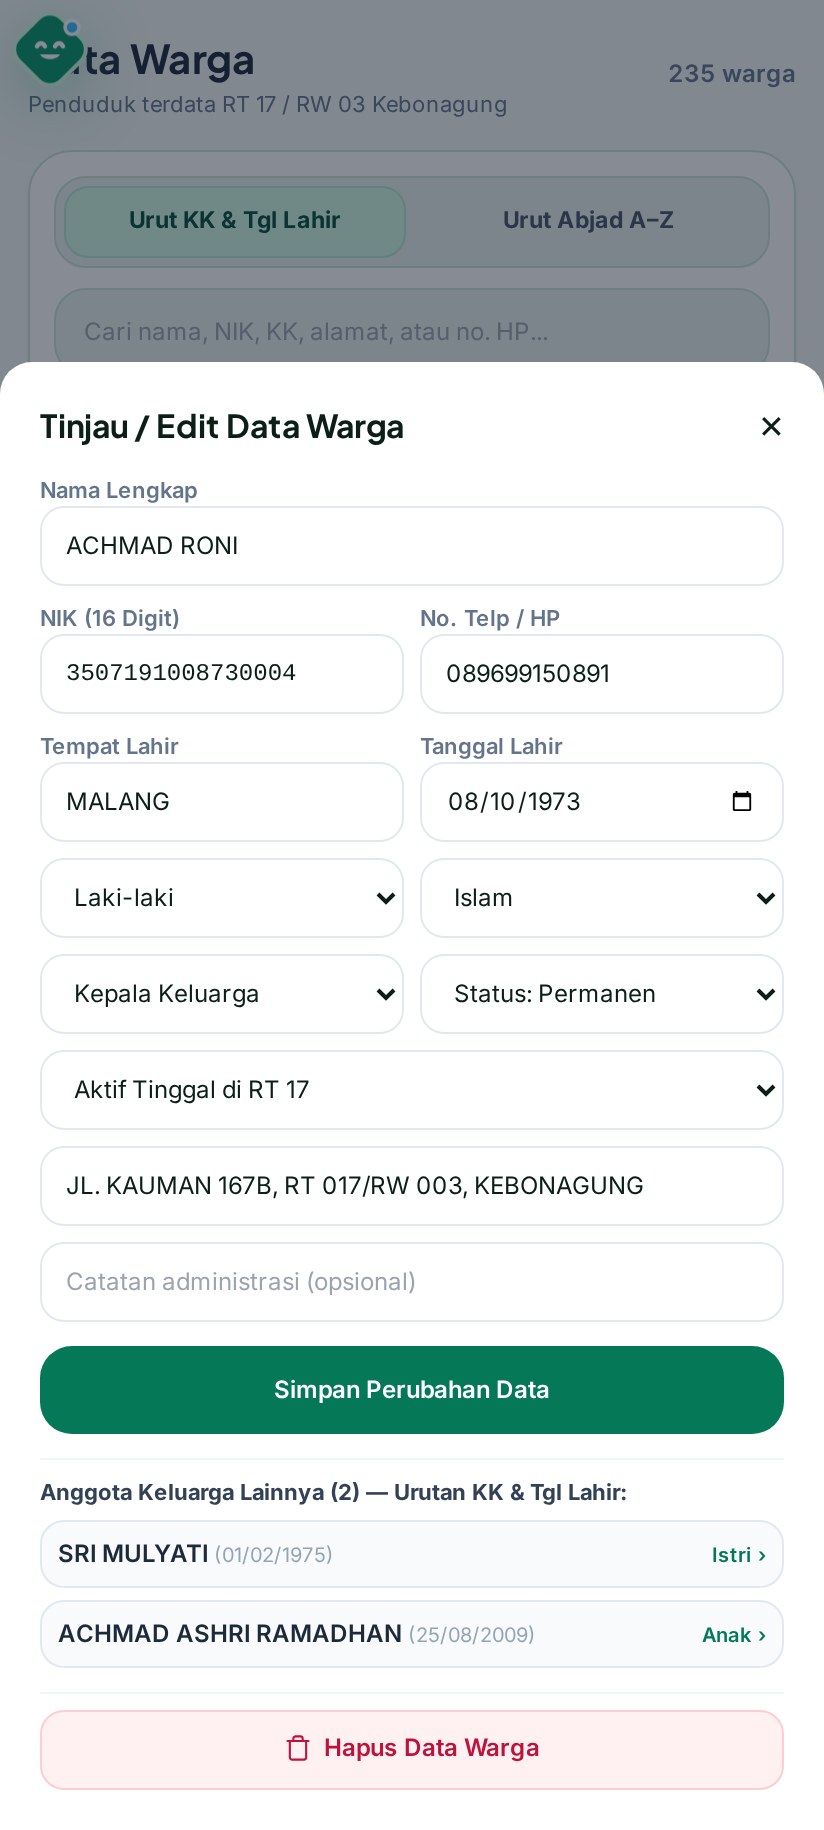 ta Warga
235 warga
Penduduk terdata RT 17 / RW 03 Kebonagung
Urut KK & Tgl Lahir
Urut Abjad A–Z
Cari nama, NIK, KK, alamat, atau no. HP...
Tinjau / Edit Data Warga
Nama Lengkap
ACHMAD RONI
NIK (16 Digit)
No. Telp / HP
3507191008730004
089699150891
Tempat Lahir
Tanggal Lahir
MALANG
08/10/1973
Laki-laki
Islam
Kepala Keluarga
Status: Permanen
Aktif Tinggal di RT 17
JL. KAUMAN 167B, RT 017/RW 003, KEBONAGUNG
Catatan administrasi (opsional)
Simpan Perubahan Data
Anggota Keluarga Lainnya (2) — Urutan KK & Tgl Lahir:
SRI MULYATI (01/02/1975)
Istri ›
ACHMAD ASHRI RAMADHAN (25/08/2009)
Anak ›
Hapus Data Warga